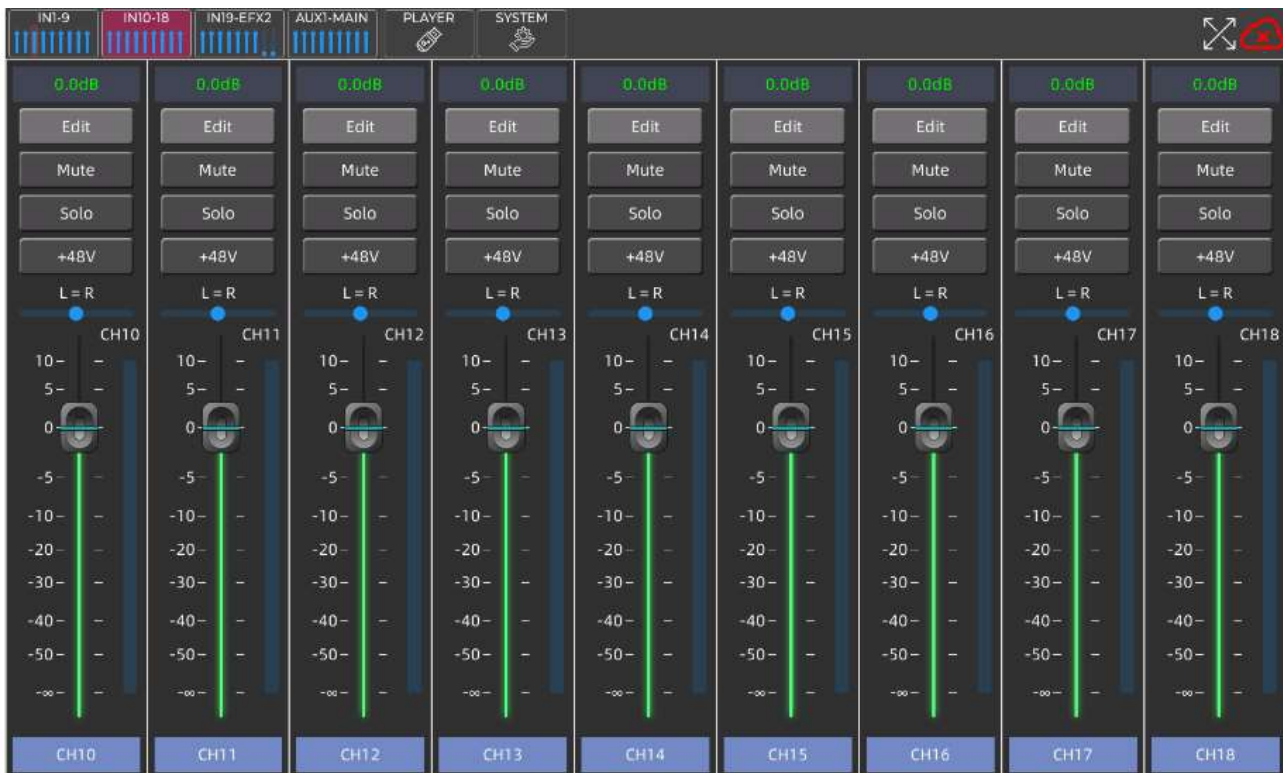 IN1-9 IN10-18 IN19-EFX2 AUX1-MAIN PLAYER SYSTEM
0.0dB 0.0dB 0.0dB 0.0dB 0.0dB 0.0dB 0.0dB 0.0dB 0.0dB
Edit Edit Edit Edit Edit Edit Edit Edit Edit
Mute Mute Mute Mute Mute Mute Mute Mute Mute
Solo Solo Solo Solo Solo Solo Solo Solo Solo
+48V +48V +48V +48V +48V +48V +48V +48V +48V
L = R L = R L = R L = R L = R L = R L = R L = R L = R
CH10 CH11 CH12 CH13 CH14 CH15 CH16 CH17 CH18
10 10 10 10 10 10 10 10 10
5 5 5 5 5 5 5 5 5
0 0 0 0 0 0 0 0 0
-5 -5 -5 -5 -5 -5 -5 -5 -5
-10 -10 -10 -10 -10 -10 -10 -10 -10
-20 -20 -20 -20 -20 -20 -20 -20 -20
-30 -30 -30 -30 -30 -30 -30 -30 -30
-40 -40 -40 -40 -40 -40 -40 -40 -40
-50 -50 -50 -50 -50 -50 -50 -50 -50
-∞ -∞ -∞ -∞ -∞ -∞ -∞ -∞ -∞
CH10 CH11 CH12 CH13 CH14 CH15 CH16 CH17 CH18